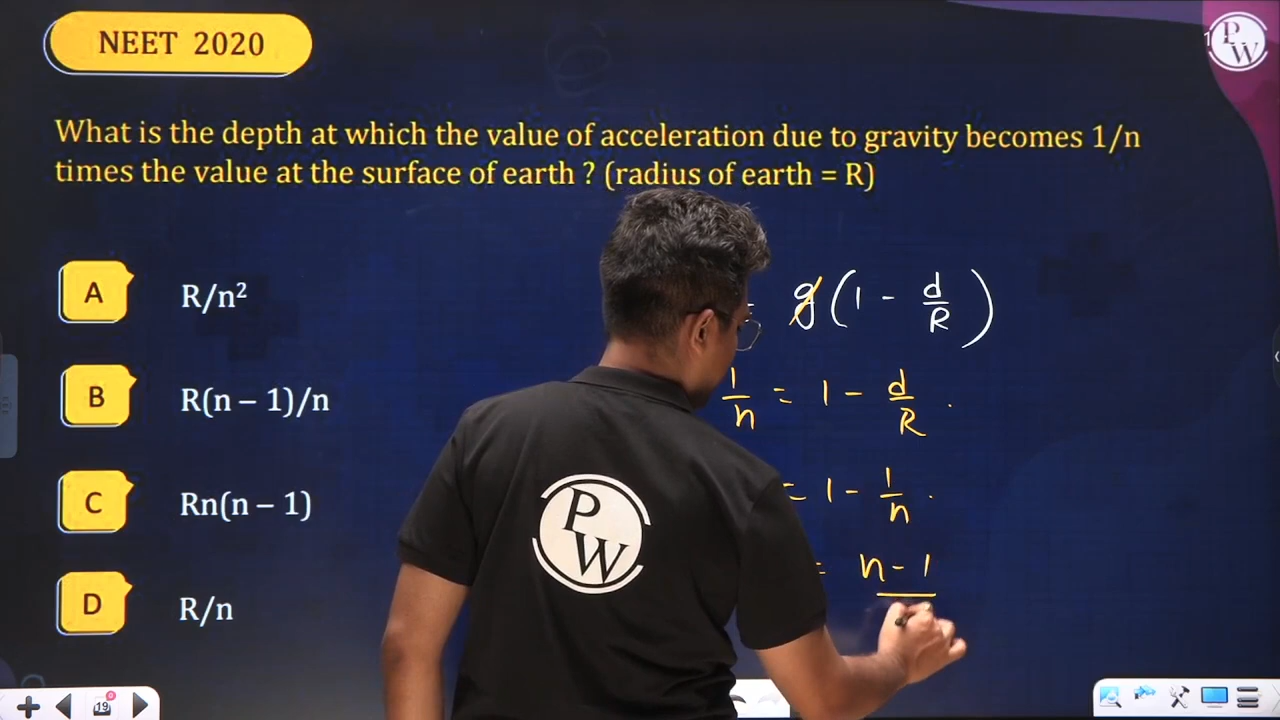 NEET 2020
PW
What is the depth at which the value of acceleration due to gravity becomes 1/n
times the value at the surface of earth ? (radius of earth = R)
A R/n²
B R(n – 1)/n
C Rn(n – 1)
D R/n
g(1 - d/R)
1/n = 1 - d/R .
= 1 - 1/n .
= n - 1
PW
19